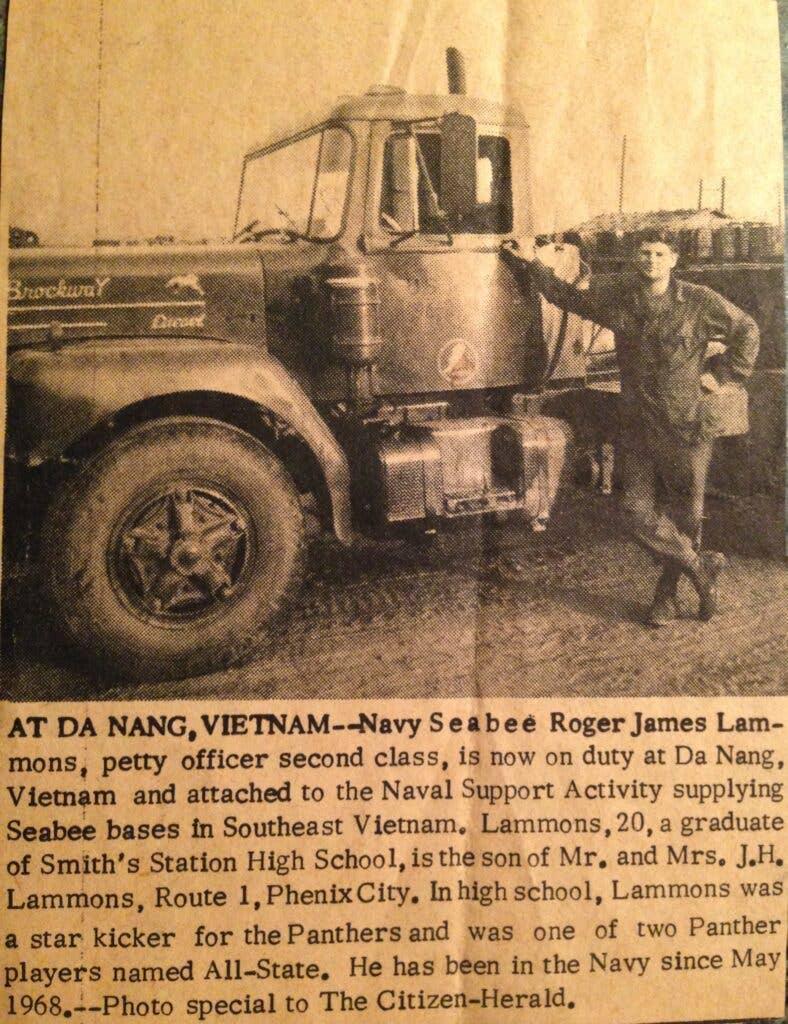 Brockway
Diesel
AT DA NANG, VIETNAM--Navy Seabee Roger James Lam-
mons, petty officer second class, is now on duty at Da Nang,
Vietnam and attached to the Naval Support Activity supplying
Seabee bases in Southeast Vietnam. Lammons, 20, a graduate
of Smith's Station High School, is the son of Mr. and Mrs. J.H.
Lammons, Route 1, Phenix City. In high school, Lammons was
a star kicker for the Panthers and was one of two Panther
players named All-State. He has been in the Navy since May
1968.--Photo special to The Citizen-Herald.